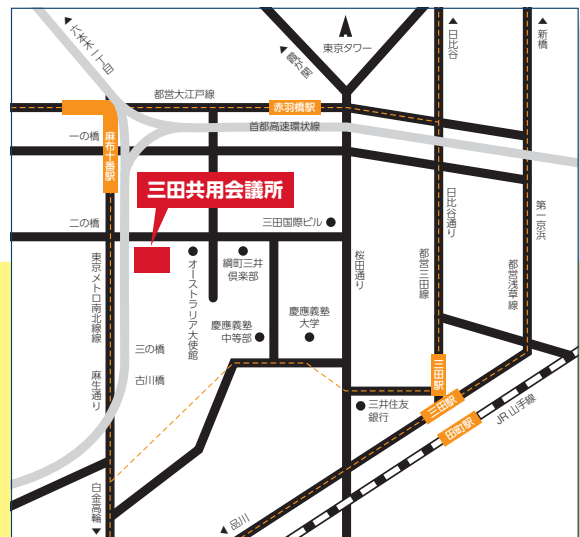 六本木一丁目
東京タワー
霞が関
日比谷
新橋
都営大江戸線
赤羽橋駅
首都高速環状線
一の橋
麻布十番駅
三田共用会議所
二の橋
三田国際ビル
日比谷通り
第一京浜
東京メトロ南北線線
オーストラリア大使館
綱町三井
倶楽部
桜田通り
都営三田線
都営浅草線
慶應義塾
中等部
慶應義塾
大学
三の橋
古川橋
麻生通り
三田駅
三井住友
銀行
三田駅
田町駅
JR 山手線
白金高輪
品川